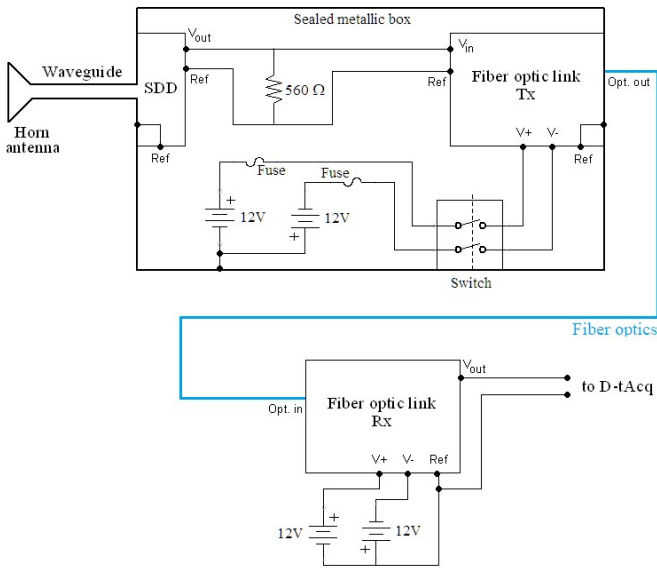 Sealed metallic box
Vout
Vin
Waveguide
SDD
Ref
560 Ω
Ref
Fiber optic link
Tx
Opt. out
Horn
antenna
Ref
V+
V-
Ref
Fuse
Fuse
+
12V
+
12V
Switch
Fiber optics
Vout
Opt. in
Fiber optic link
Rx
to D-tAcq
V+
V-
Ref
12V
+
+
12V